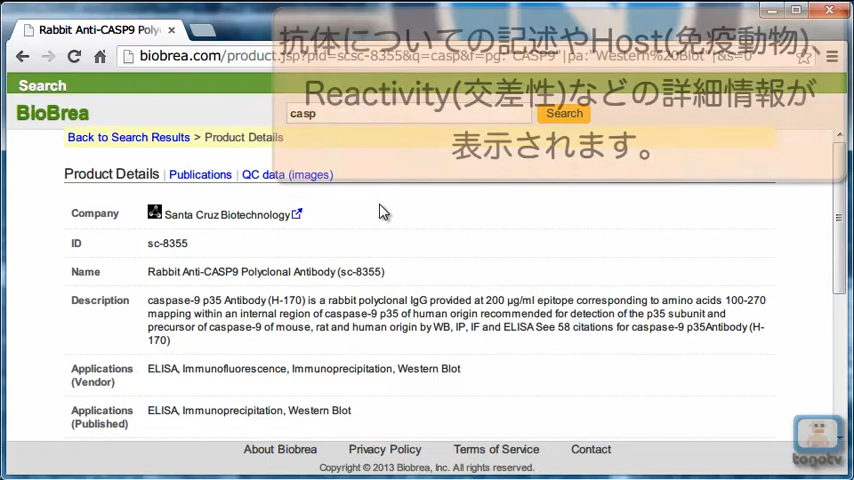 Rabbit Anti-CASP9 Poly
biobrea.com/product.jsp?pid=scsc-8355&q=casp&f=pg:"CASP9"|pa:"Western%20Blot"|&s=0
抗体についての記述やHost(免疫動物)、
Reactivity(交差性)などの詳細情報が
表示されます。
Search
BioBrea
casp
Search
Back to Search Results > Product Details
Product Details | Publications | QC data (images)
Company Santa Cruz Biotechnology
ID sc-8355
Name Rabbit Anti-CASP9 Polyclonal Antibody (sc-8355)
Description caspase-9 p35 Antibody (H-170) is a rabbit polyclonal IgG provided at 200 µg/ml epitope corresponding to amino acids 100-270
mapping within an internal region of caspase-9 p35 of human origin recommended for detection of the p35 subunit and
precursor of caspase-9 of mouse, rat and human origin by WB, IP, IF and ELISA See 58 citations for caspase-9 p35Antibody (H-
170)
Applications ELISA, Immunofluorescence, Immunoprecipitation, Western Blot
(Vendor)
Applications ELISA, Immunoprecipitation, Western Blot
(Published)
About Biobrea Privacy Policy Terms of Service Contact
Copyright © 2013 Biobrea, Inc. All rights reserved.
togotv